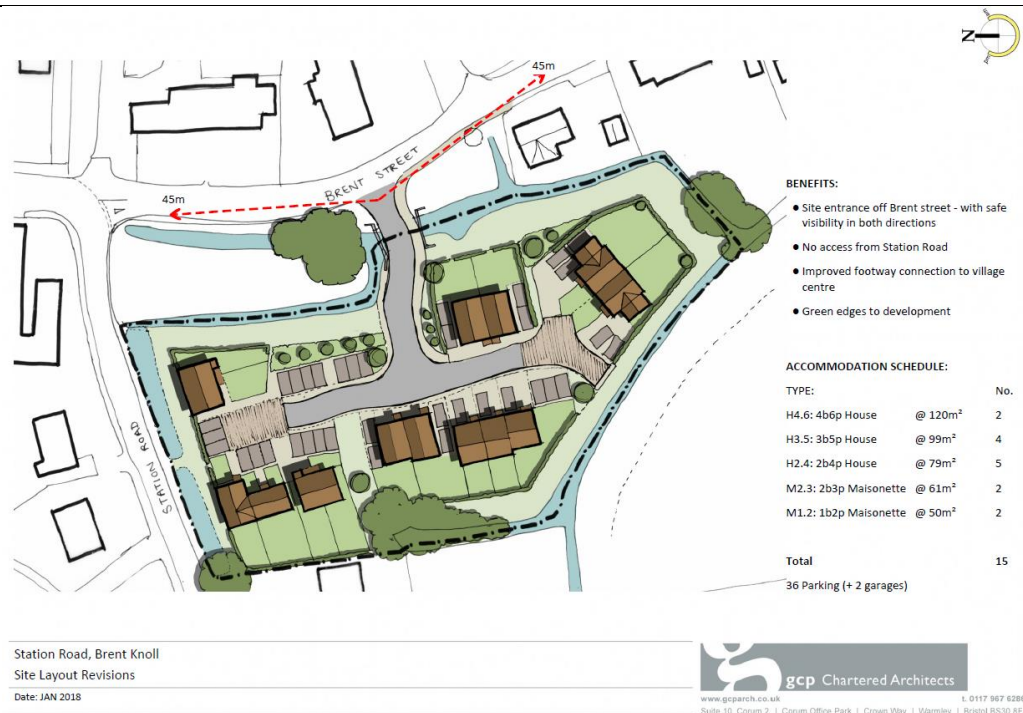 N
45m
BRENT STREET
45m
STATION ROAD
BENEFITS:
● Site entrance off Brent street - with safe
visibility in both directions
● No access from Station Road
● Improved footway connection to village
centre
● Green edges to development
ACCOMMODATION SCHEDULE:
TYPE: No.
H4.6: 4b6p House @ 120m² 2
H3.5: 3b5p House @ 99m² 4
H2.4: 2b4p House @ 79m² 5
M2.3: 2b3p Maisonette @ 61m² 2
M1.2: 1b2p Maisonette @ 50m² 2
Total 15
36 Parking (+ 2 garages)
Station Road, Brent Knoll
Site Layout Revisions
Date: JAN 2018
gcp Chartered Architects
www.gcparch.co.uk t. 0117 967 628
Suite 10, Corum 2 | Corum Office Park | Crown Way | Warmley | Bristol BS30 8F